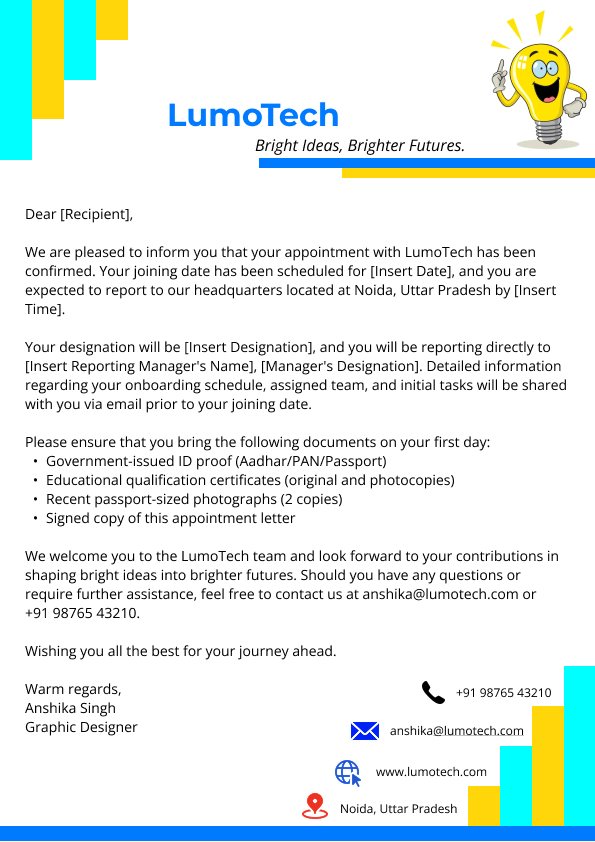 LumoTech
Bright Ideas, Brighter Futures.
Dear [Recipient],
We are pleased to inform you that your appointment with LumoTech has been
confirmed. Your joining date has been scheduled for [Insert Date], and you are
expected to report to our headquarters located at Noida, Uttar Pradesh by [Insert
Time].
Your designation will be [Insert Designation], and you will be reporting directly to
[Insert Reporting Manager's Name], [Manager's Designation]. Detailed information
regarding your onboarding schedule, assigned team, and initial tasks will be shared
with you via email prior to your joining date.
Please ensure that you bring the following documents on your first day:
• Government-issued ID proof (Aadhar/PAN/Passport)
• Educational qualification certificates (original and photocopies)
• Recent passport-sized photographs (2 copies)
• Signed copy of this appointment letter
We welcome you to the LumoTech team and look forward to your contributions in
shaping bright ideas into brighter futures. Should you have any questions or
require further assistance, feel free to contact us at anshika@lumotech.com or
+91 98765 43210.
Wishing you all the best for your journey ahead.
Warm regards,
Anshika Singh
Graphic Designer
+91 98765 43210
anshika@lumotech.com
www.lumotech.com
Noida, Uttar Pradesh